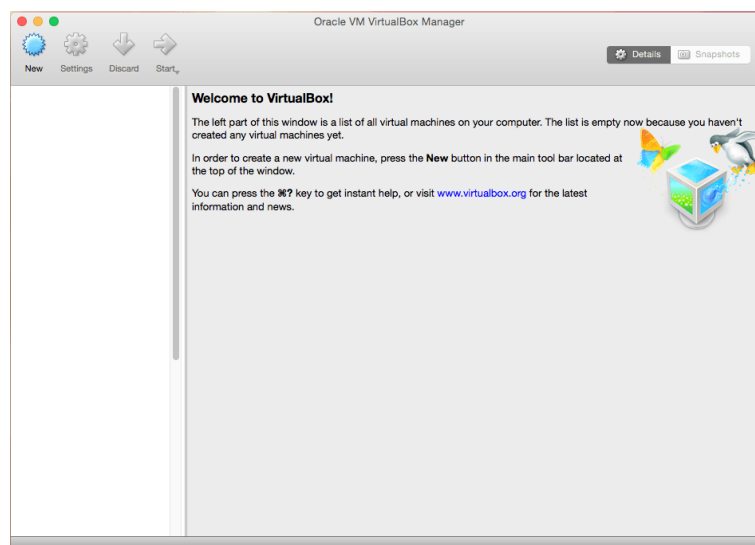 Oracle VM VirtualBox Manager
New Settings Discard Start
Details Snapshots
Welcome to VirtualBox!
The left part of this window is a list of all virtual machines on your computer. The list is empty now because you haven't
created any virtual machines yet.
In order to create a new virtual machine, press the New button in the main tool bar located at
the top of the window.
You can press the ⌘? key to get instant help, or visit www.virtualbox.org for the latest
information and news.